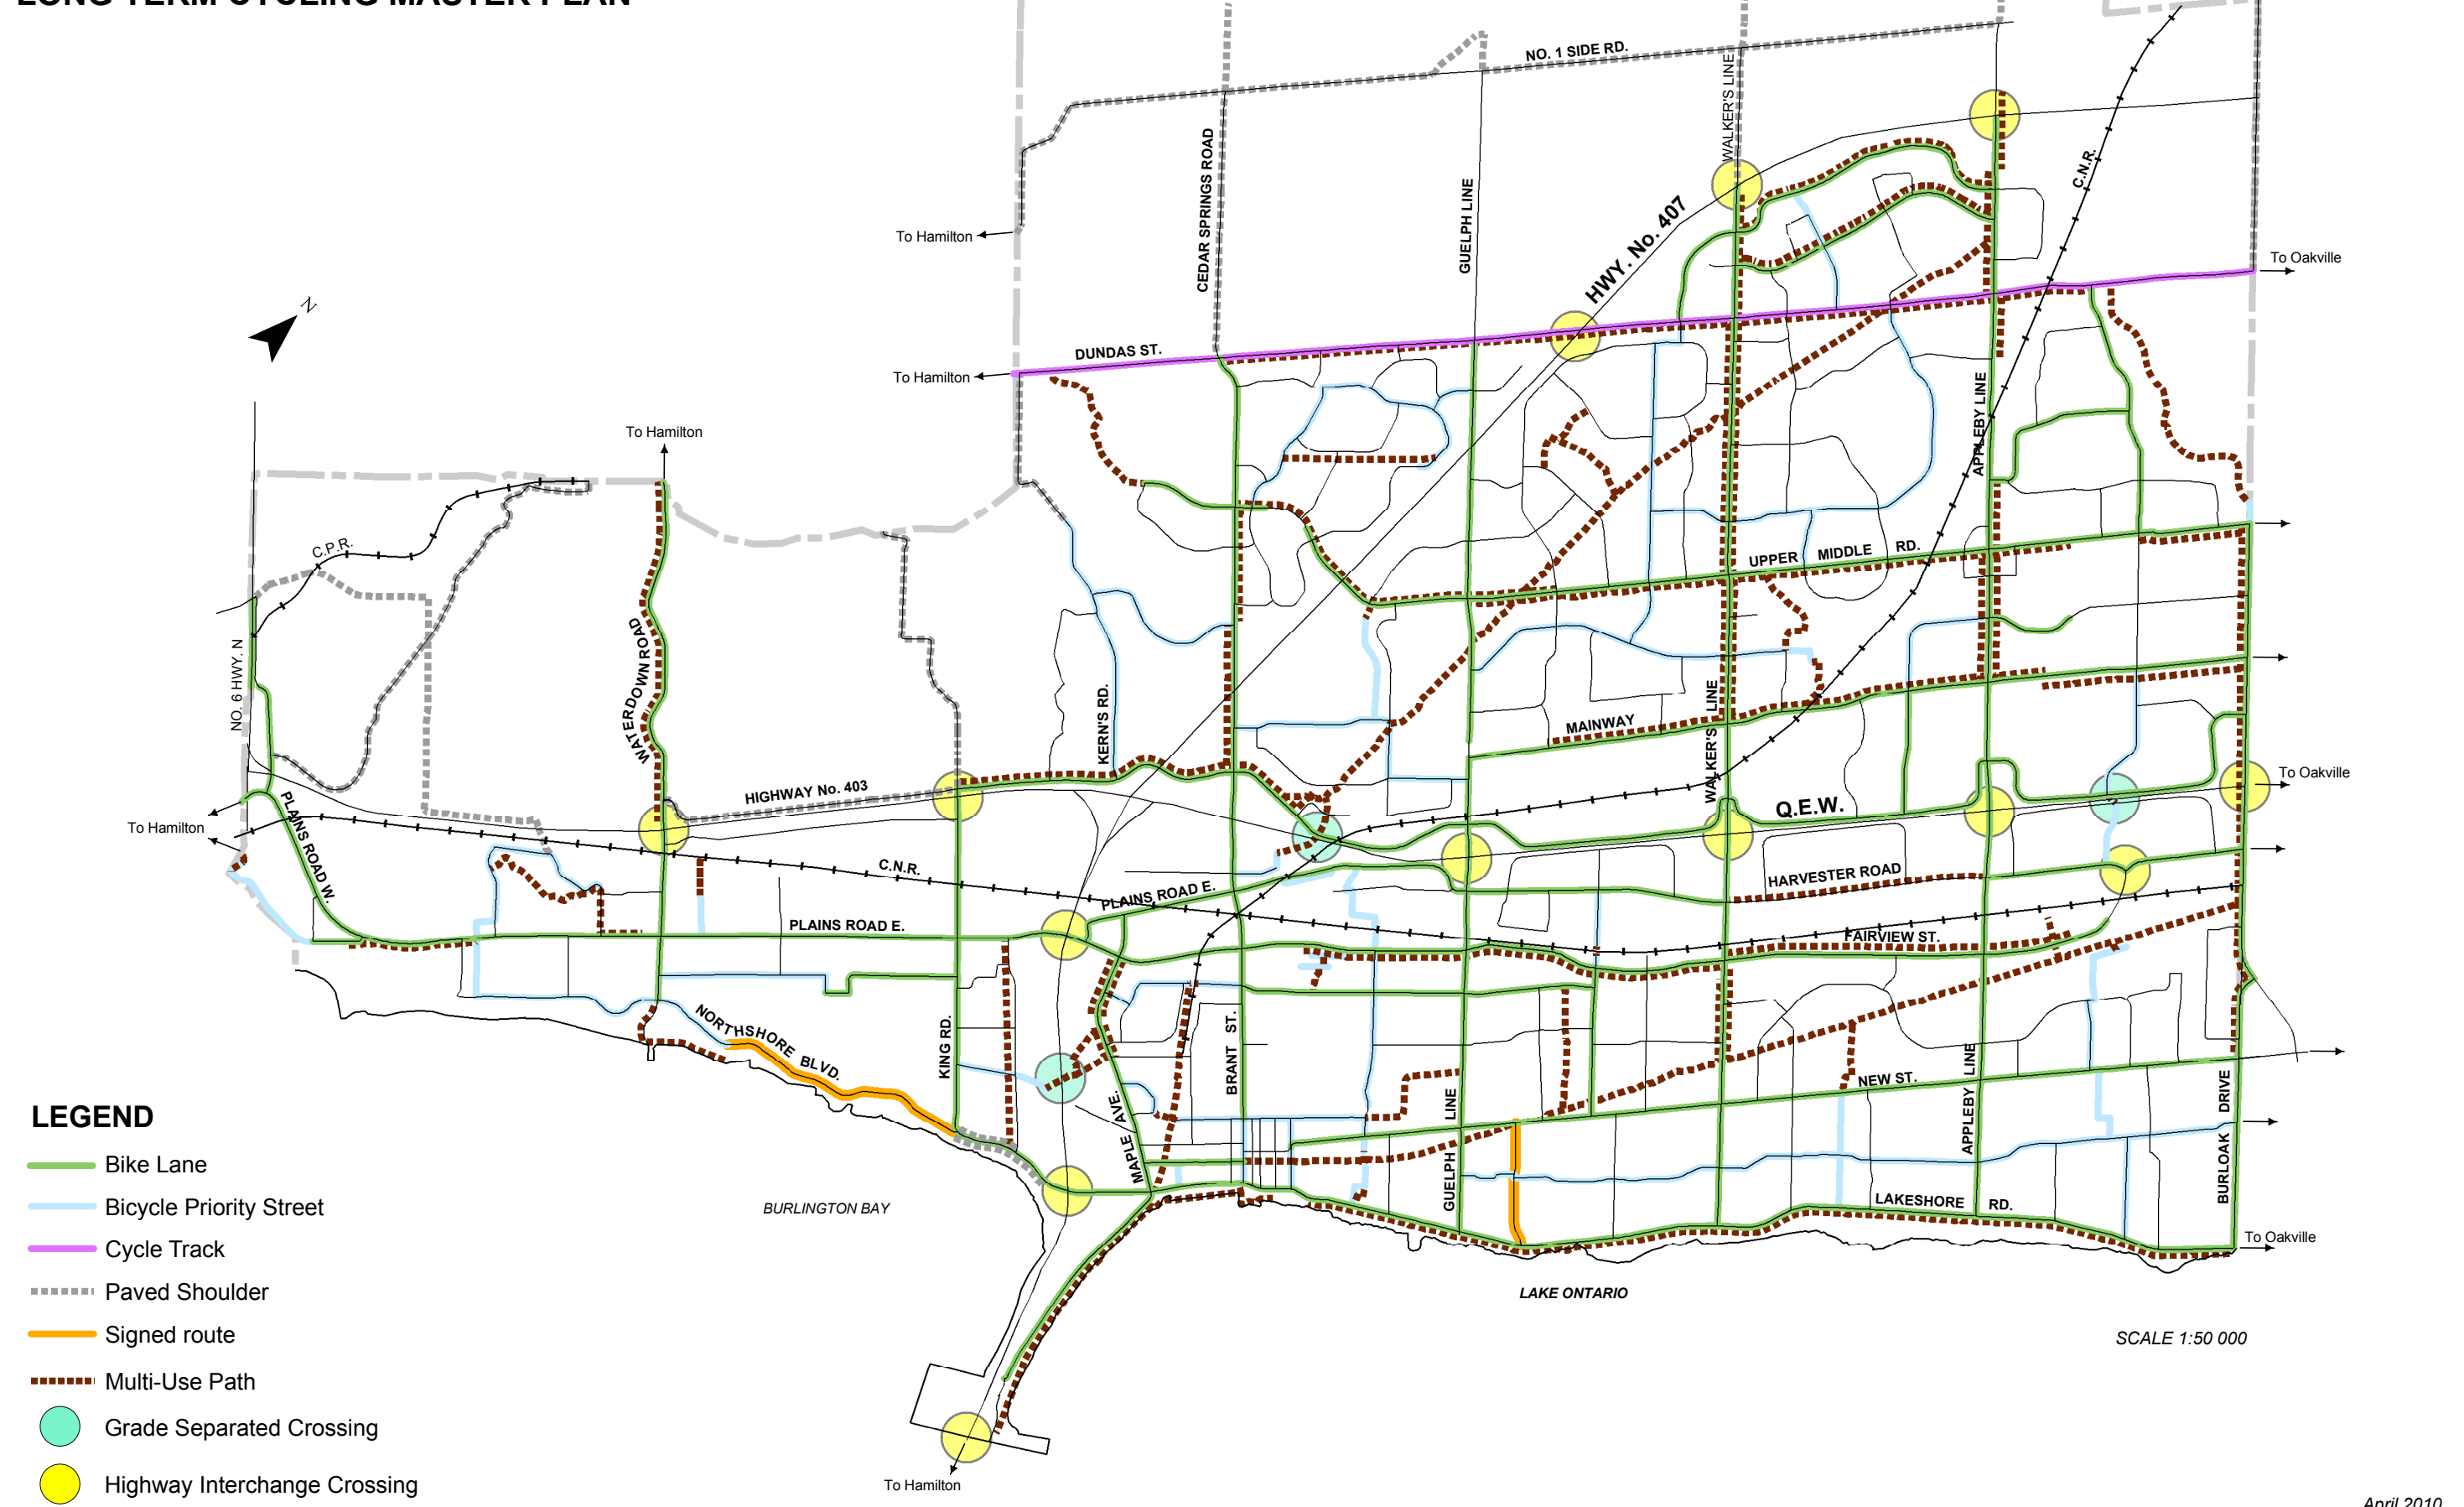 LONG TERM CYCLING MASTER PLAN
NO. 1 SIDE RD.
WALKER'S LINE
CEDAR SPRINGS ROAD
GUELPH LINE
HWY. No. 407
C.N.R.
To Hamilton
To Oakville
N
DUNDAS ST.
To Hamilton
APPLEBY LINE
To Hamilton
C.P.R.
UPPER MIDDLE RD.
NO. 6 HWY. N
WATERDOWN ROAD
KERN'S RD.
MAINWAY
WALKER'S LINE
HIGHWAY No. 403
To Oakville
Q.E.W.
To Hamilton
PLAINS ROAD W.
C.N.R.
PLAINS ROAD E.
HARVESTER ROAD
PLAINS ROAD E.
FAIRVIEW ST.
NORTHSHORE BLVD.
KING RD.
BRANT ST.
MAPLE AVE.
GUELPH LINE
NEW ST.
APPLEBY LINE
BURLOAK DRIVE
LAKESHORE RD.
To Oakville
BURLINGTON BAY
LAKE ONTARIO
SCALE 1:50 000
To Hamilton
LEGEND
Bike Lane
Bicycle Priority Street
Cycle Track
Paved Shoulder
Signed route
Multi-Use Path
Grade Separated Crossing
Highway Interchange Crossing
April 2010